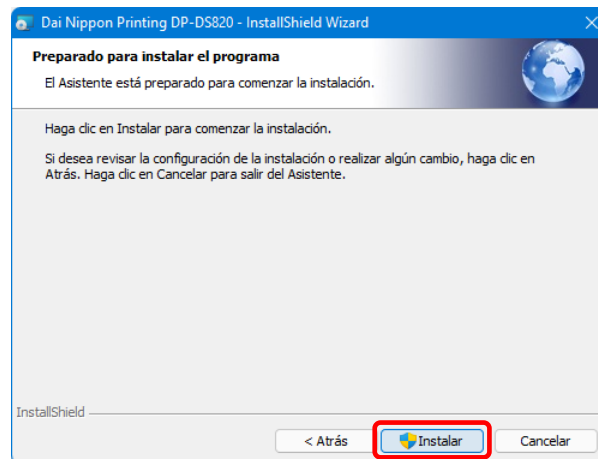 Dai Nippon Printing DP-DS820 - InstallShield Wizard
Preparado para instalar el programa
El Asistente está preparado para comenzar la instalación.
Haga clic en Instalar para comenzar la instalación.
Si desea revisar la configuración de la instalación o realizar algún cambio, haga clic en
Atrás. Haga clic en Cancelar para salir del Asistente.
InstallShield
< Atrás
Instalar
Cancelar